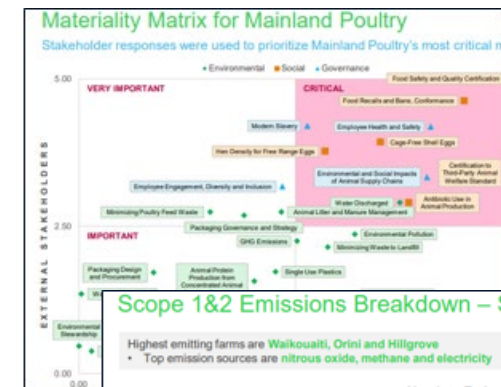 Materiality Matrix for Mainland Poultry
Stakeholder responses were used to prioritize Mainland Poultry's most critical m
Environmental Social Governance
5.00
VERY IMPORTANT
CRITICAL
Food Safety and Quality Certification
Food Recalls and Bans, Conformance
Modern Slavery
Employee Health and Safety
Cage-Free Shell Eggs
Hen Density for Free Range Eggs
Environmental and Social Impacts
of Animal Supply Chains
Certification to
Third-Party Animal
Welfare Standard
Employee Engagement, Diversity and Inclusion
Water Discharged
Antibiotic Use in
Animal Production
Minimizing Poultry Feed Waste
Animal Litter and Manure Management
EXTERNAL STAKEHOLDERS
2.50
IMPORTANT
Packaging Governance and Strategy
GHG Emissions
Environmental Pollution
Minimizing Waste to Landfill
Packaging Design
and Procurement
Animal Protein
Production from
Concentrated Animal
Single Use Plastics
Environmental
Stewardship
0.00
0.00
Scope 1&2 Emissions Breakdown – S
Highest emitting farms are Waikouaiti, Orini and Hillgrove
• Top emission sources are nitrous oxide, methane and electricity